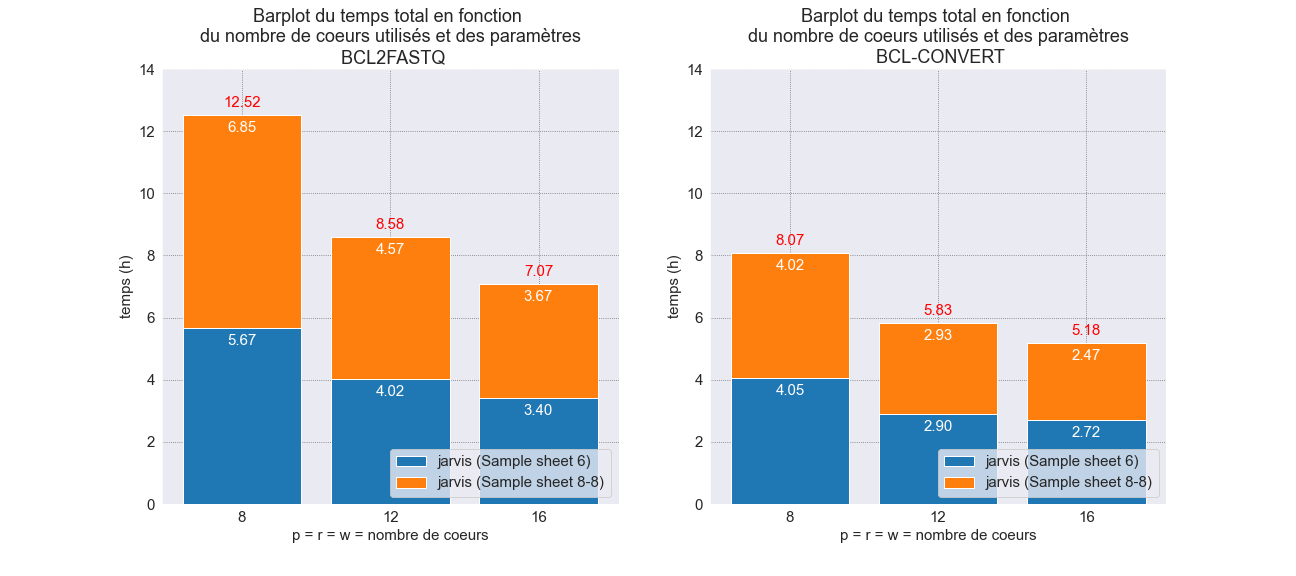 Barplot du temps total en fonction
du nombre de coeurs utilisés et des paramètres
BCL2FASTQ
14
12
10
8
6
4
2
0
temps (h)
12.52
6.85
5.67
8.58
4.57
4.02
7.07
3.67
3.40
jarvis (Sample sheet 6)
jarvis (Sample sheet 8-8)
8
12
16
p = r = w = nombre de coeurs
Barplot du temps total en fonction
du nombre de coeurs utilisés et des paramètres
BCL-CONVERT
14
12
10
8
6
4
2
0
temps (h)
8.07
4.02
4.05
5.83
2.93
2.90
5.18
2.47
2.72
jarvis (Sample sheet 6)
jarvis (Sample sheet 8-8)
8
12
16
p = r = w = nombre de coeurs